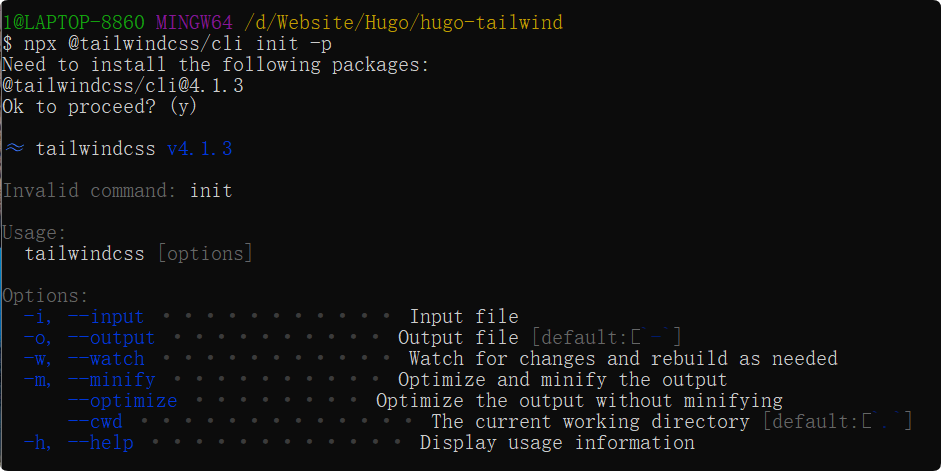 1@LAPTOP-8860 MINGW64 /d/Website/Hugo/hugo-tailwind
$ npx @tailwindcss/cli init -p
Need to install the following packages:
@tailwindcss/cli@4.1.3
Ok to proceed? (y)
≈ tailwindcss v4.1.3
Invalid command: init
Usage:
tailwindcss [options]
Options:
-i, --input · · · · · · · · · · · Input file
-o, --output · · · · · · · · · · · Output file [default: -]
-w, --watch · · · · · · · · · · · Watch for changes and rebuild as needed
-m, --minify · · · · · · · · · · Optimize and minify the output
--optimize · · · · · · · · · Optimize the output without minifying
--cwd · · · · · · · · · · · · · The current working directory [default: .]
-h, --help · · · · · · · · · · · · Display usage information